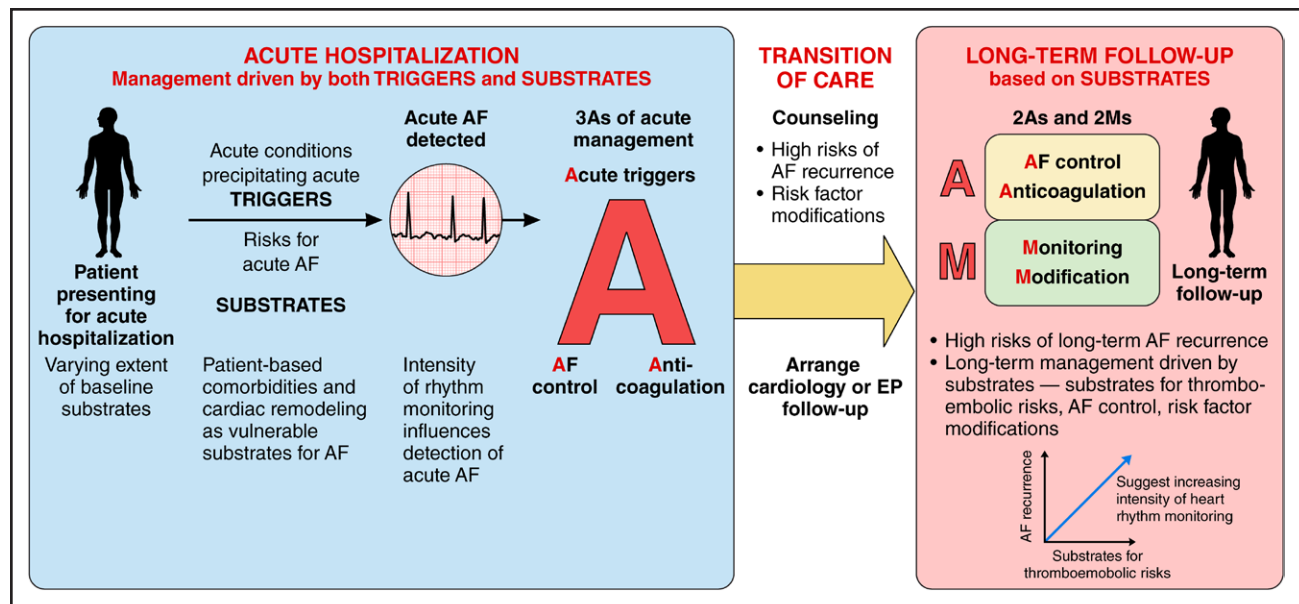 ACUTE HOSPITALIZATION
Management driven by both TRIGGERS and SUBSTRATES
Patient
presenting
for acute
hospitalization
Varying extent
of baseline
substrates
Acute conditions
precipitating acute
TRIGGERS
Risks for
acute AF
SUBSTRATES
Patient-based
comorbidities and
cardiac remodeling
as vulnerable
substrates for AF
Acute AF
detected
Intensity
of rhythm
monitoring
influences
detection of
acute AF
3As of acute
management
Acute triggers
A
AF
control
Anti-
coagulation
TRANSITION
OF CARE
Counseling
• High risks of
AF recurrence
• Risk factor
modifications
Arrange
cardiology or EP
follow-up
LONG-TERM FOLLOW-UP
based on SUBSTRATES
2As and 2Ms
A
AF control
Anticoagulation
M
Monitoring
Modification
Long-term
follow-up
• High risks of long-term AF recurrence
• Long-term management driven by
substrates — substrates for thrombo-
embolic risks, AF control, risk factor
modifications
AF recurrence
Suggest increasing
intensity of heart
rhythm monitoring
Substrates for
thromboemobolic risks